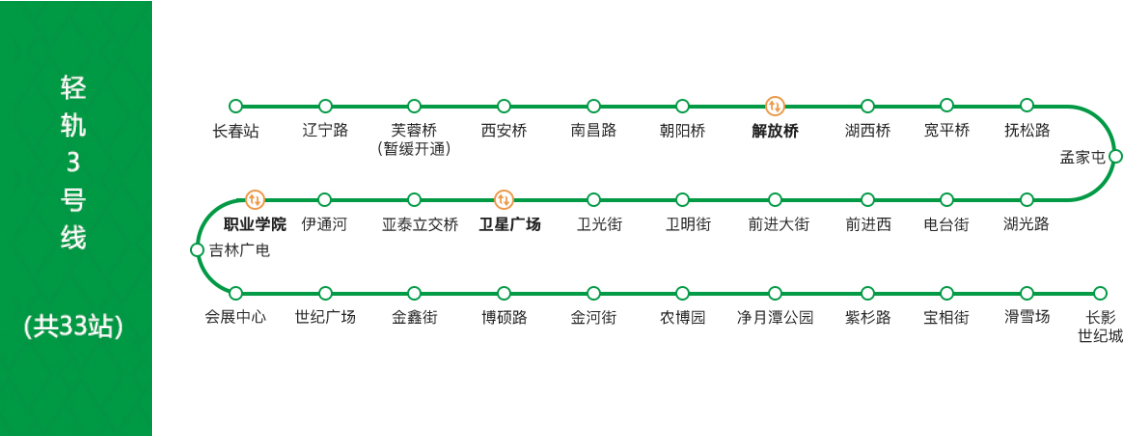 轻轨3号线
(共33站)
长春站
辽宁路
芙蓉桥
(暂缓开通)
西安桥
南昌路
朝阳桥
解放桥
湖西桥
宽平桥
抚松路
孟家屯
职业学院
伊通河
亚泰立交桥
卫星广场
卫光街
卫明街
前进大街
前进西
电台街
湖光路
吉林广电
会展中心
世纪广场
金鑫街
博硕路
金河街
农博园
净月潭公园
紫杉路
宝相街
滑雪场
长影
世纪城